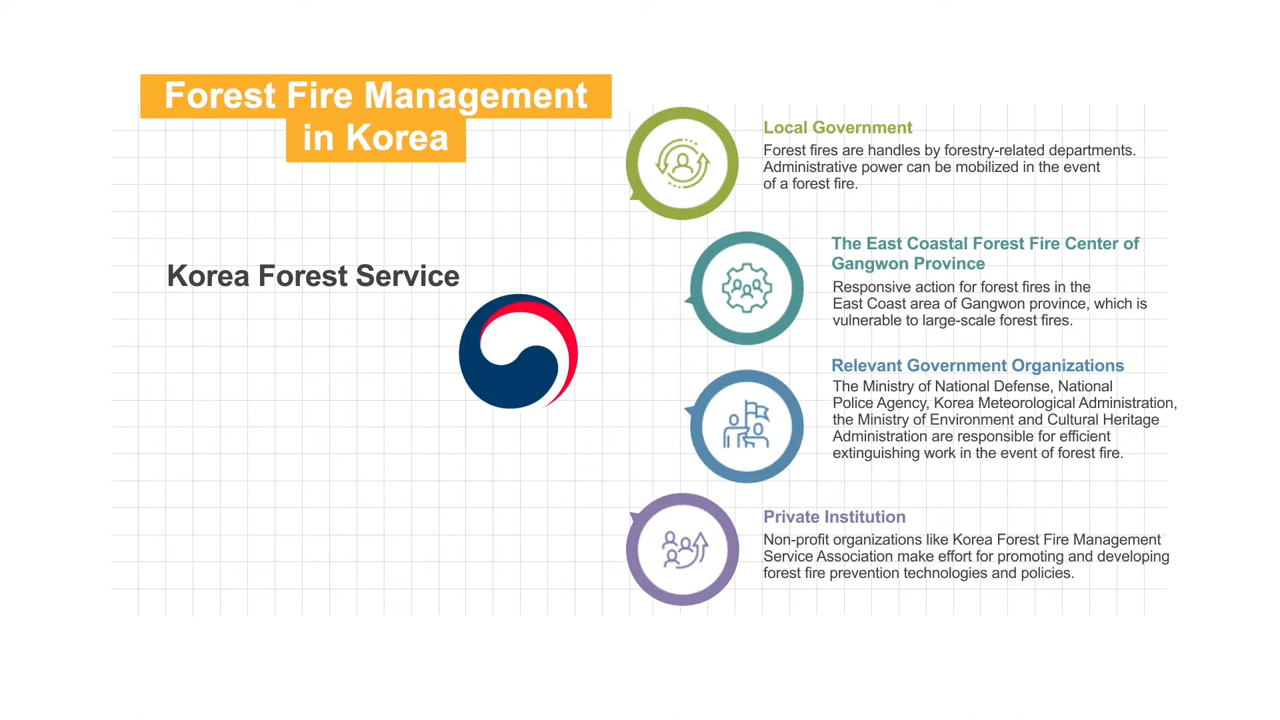 Forest Fire Management
in Korea
Korea Forest Service
Local Government
Forest fires are handles by forestry-related departments.
Administrative power can be mobilized in the event
of a forest fire.
The East Coastal Forest Fire Center of
Gangwon Province
Responsive action for forest fires in the
East Coast area of Gangwon province, which is
vulnerable to large-scale forest fires.
Relevant Government Organizations
The Ministry of National Defense, National
Police Agency, Korea Meteorological Administration,
the Ministry of Environment and Cultural Heritage
Administration are responsible for efficient
extinguishing work in the event of forest fire.
Private Institution
Non-profit organizations like Korea Forest Fire Management
Service Association make effort for promoting and developing
forest fire prevention technologies and policies.